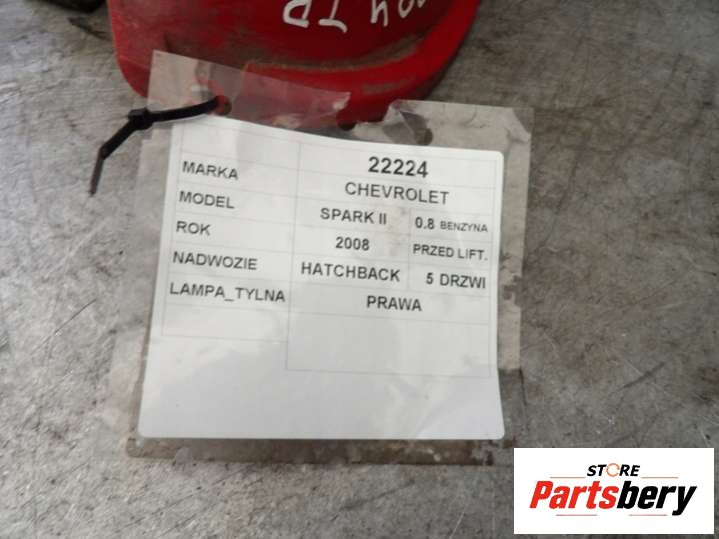 22224
MARKA CHEVROLET
MODEL SPARK II 0.8 BENZYNA
ROK 2008 PRZED LIFT.
NADWOZIE HATCHBACK 5 DRZWI
LAMPA_TYLNA PRAWA
STORE
Partsbery